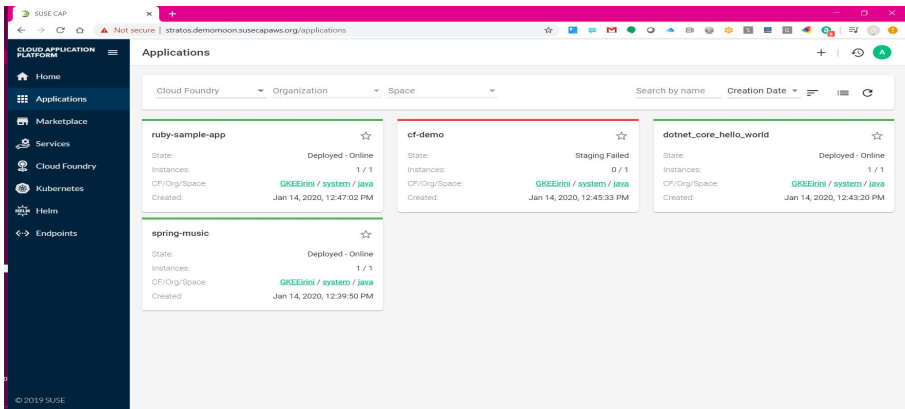 SUSE CAP
Not secure | stratos.demomoon.susecapaws.org/applications
CLOUD APPLICATION
PLATFORM
Applications
Home
Applications
Marketplace
Services
Cloud Foundry
Kubernetes
Helm
Endpoints
Cloud Foundry Organization Space Search by name Creation Date
ruby-sample-app
State: Deployed - Online
Instances: 1 / 1
CF/Org/Space: GKEEirini / system / java
Created: Jan 14, 2020, 12:47:02 PM
cf-demo
State: Staging Failed
Instances: 0 / 1
CF/Org/Space: GKEEirini / system / java
Created: Jan 14, 2020, 12:45:33 PM
dotnet_core_hello_world
State: Deployed - Online
Instances: 1 / 1
CF/Org/Space: GKEEirini / system / java
Created: Jan 14, 2020, 12:43:20 PM
spring-music
State: Deployed - Online
Instances: 1 / 1
CF/Org/Space: GKEEirini / system / java
Created: Jan 14, 2020, 12:39:50 PM
A
© 2019 SUSE